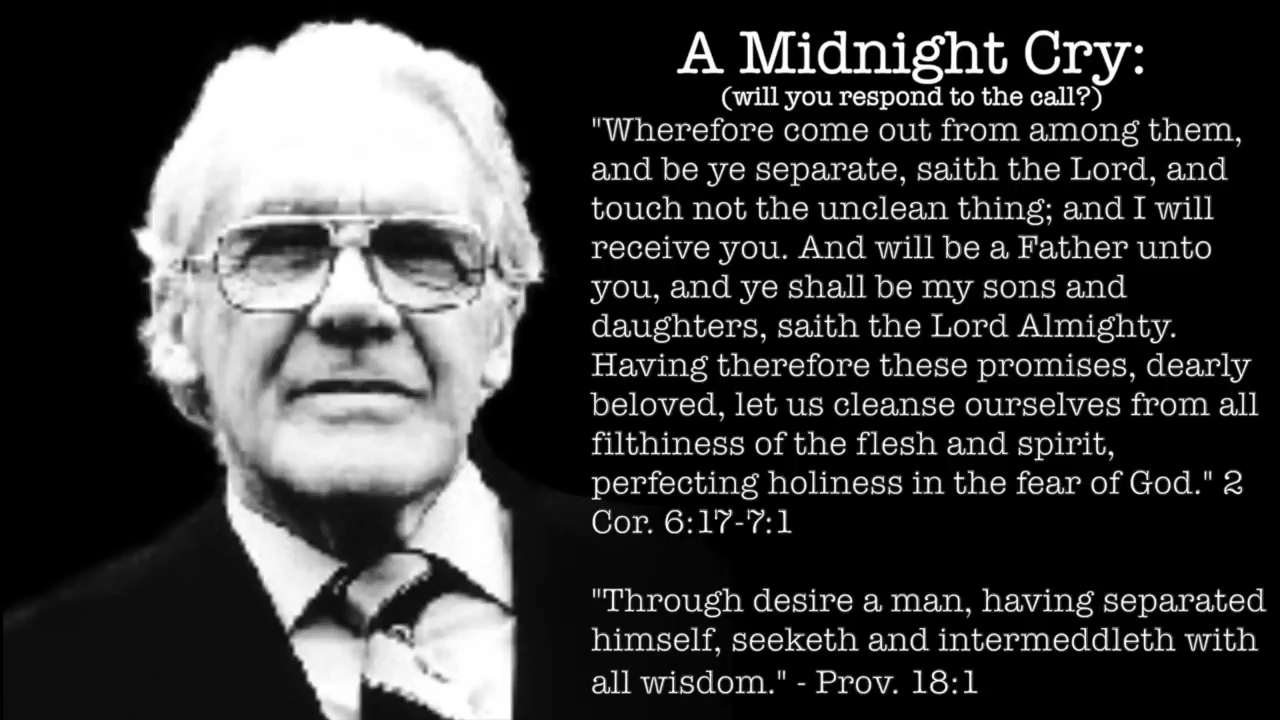 A Midnight Cry:
(will you respond to the call?)
"Wherefore come out from among them,
and be ye separate, saith the Lord, and
touch not the unclean thing; and I will
receive you. And will be a Father unto
you, and ye shall be my sons and
daughters, saith the Lord Almighty.
Having therefore these promises, dearly
beloved, let us cleanse ourselves from all
filthiness of the flesh and spirit,
perfecting holiness in the fear of God." 2
Cor. 6:17-7:1
"Through desire a man, having separated
himself, seeketh and intermeddleth with
all wisdom." - Prov. 18:1